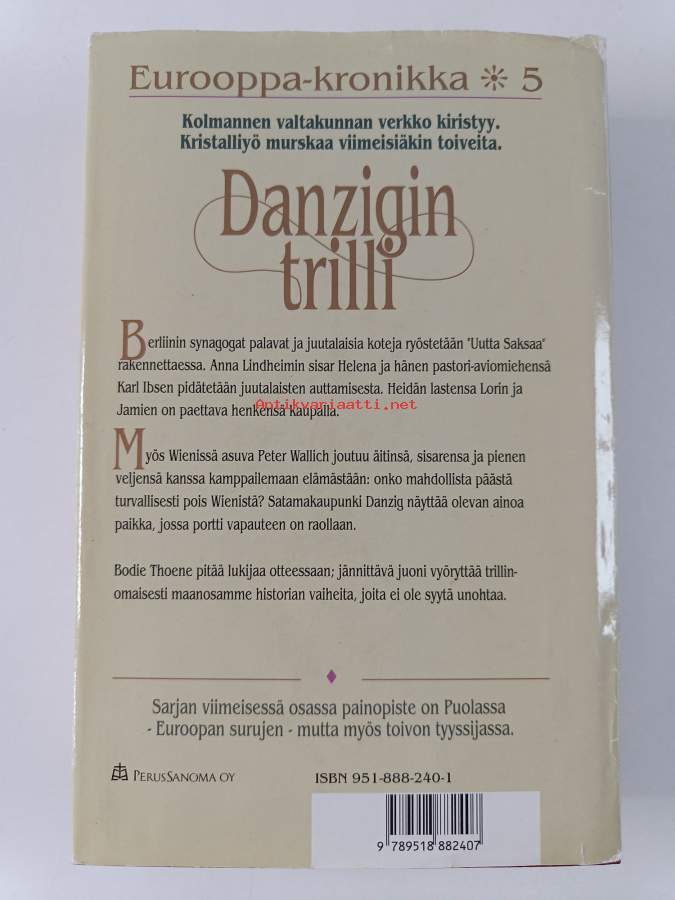 Eurooppa-kronikka ☼ 5
Kolmannen valtakunnan verkko kiristyy.
Kristalliyö murskaa viimeisiäkin toiveita.
Danzigin
trilli
Berliinin synagogat palavat ja juutalaisia koteja ryöstetään "Uutta Saksaa"
rakennettaessa. Anna Lindheimin sisar Helena ja hänen pastori-aviomiehensä
Karl Ibsen pidätetään juutalaisten auttamisesta. Heidän lastensa Lorin ja
Jamien on paettava henkensä kaupalla.
Antikvariaatti.net
Myös Wienissä asuva Peter Wallich joutuu äitinsä, sisarensa ja pienen
veljensä kanssa kamppailemaan elämästään: onko mahdollista päästä
turvallisesti pois Wienistä? Satamakaupunki Danzig näyttää olevan ainoa
paikka, jossa portti vapauteen on raollaan.
Bodie Thoene pitää lukijaa otteessaan; jännittävä juoni vyöryttää trillin-
omaisesti maanosamme historian vaiheita, joita ei ole syytä unohtaa.
Sarjan viimeisessä osassa painopiste on Puolassa
- Euroopan surujen - mutta myös toivon tyyssijassa.
PERUSSANOMA OY
ISBN 951-888-240-1
9 789518 882407